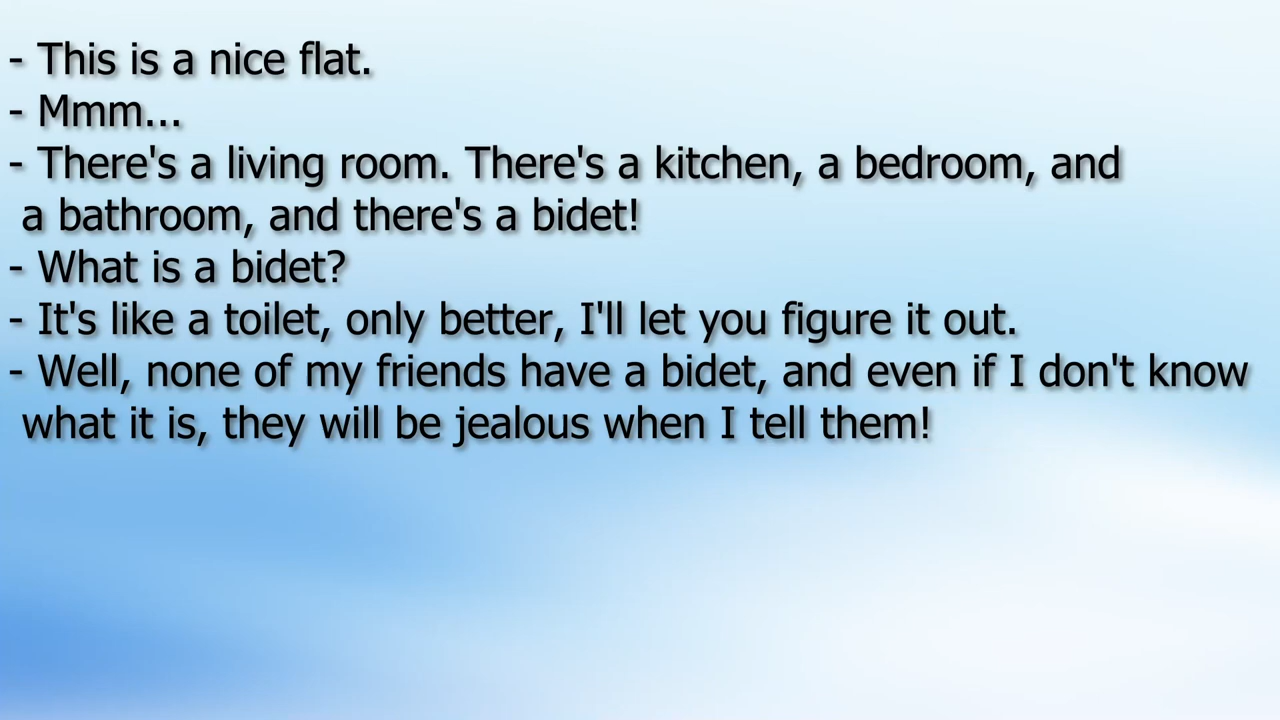 - This is a nice flat.
- Mmm...
- There's a living room. There's a kitchen, a bedroom, and
a bathroom, and there's a bidet!
- What is a bidet?
- It's like a toilet, only better, I'll let you figure it out.
- Well, none of my friends have a bidet, and even if I don't know
what it is, they will be jealous when I tell them!